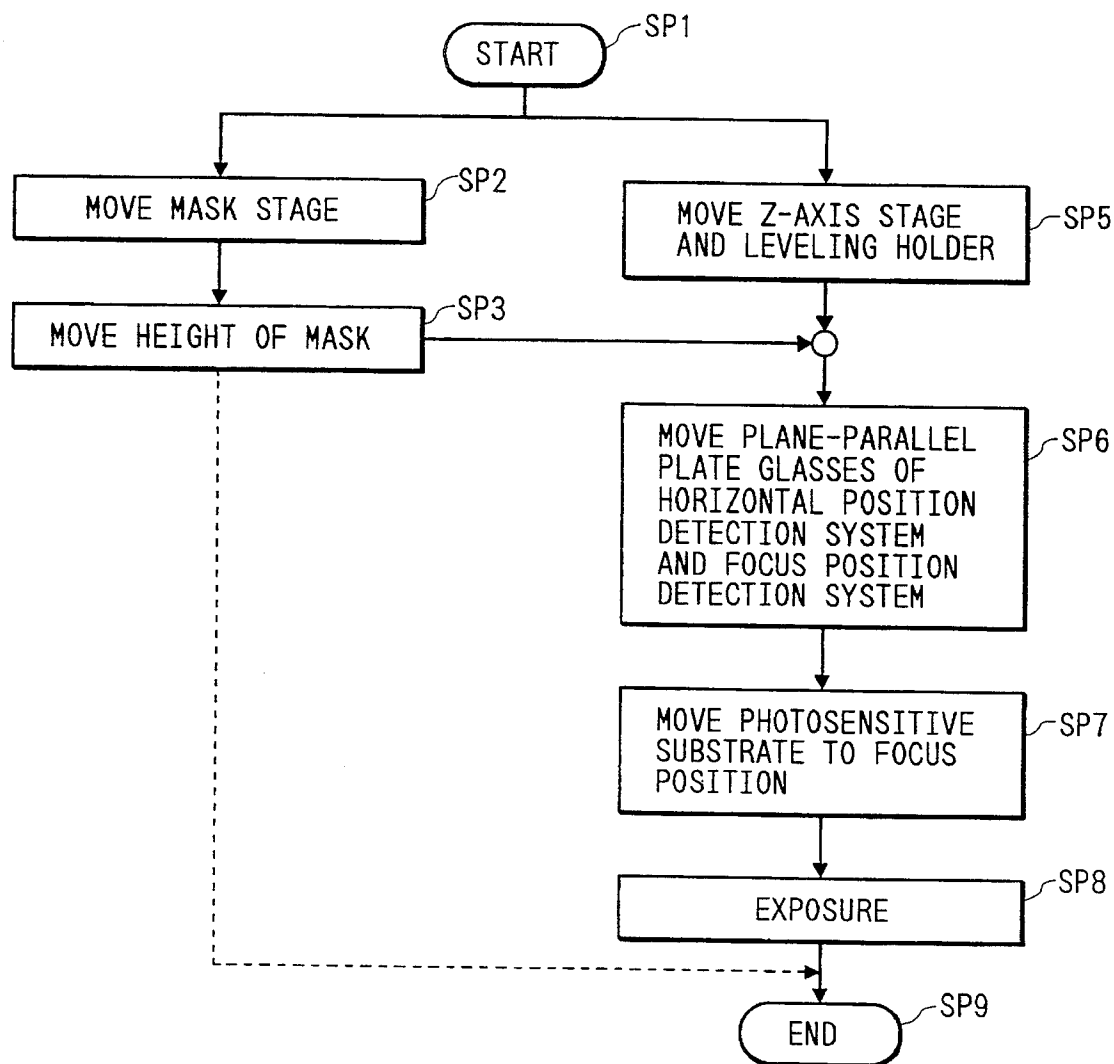 START
SP1
MOVE MASK STAGE
SP2
MOVE HEIGHT OF MASK
SP3
MOVE Z-AXIS STAGE
AND LEVELING HOLDER
SP5
MOVE PLANE-PARALLEL
PLATE GLASSES OF
HORIZONTAL POSITION
DETECTION SYSTEM
AND FOCUS POSITION
DETECTION SYSTEM
SP6
MOVE PHOTOSENSITIVE
SUBSTRATE TO FOCUS
POSITION
SP7
EXPOSURE
SP8
END
SP9